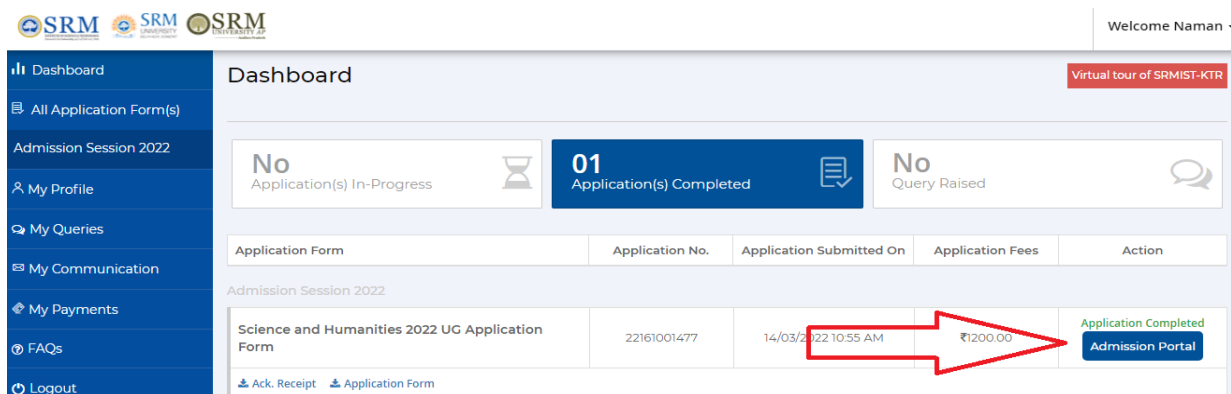 SRM SRM SRM
UNIVERSITY UNIVERSITY AP
Welcome Naman
Dashboard
All Application Form(s)
Admission Session 2022
My Profile
My Queries
My Communication
My Payments
FAQs
Logout
Dashboard
Virtual tour of SRMIST-KTR
No
Application(s) In-Progress
01
Application(s) Completed
No
Query Raised
Application Form Application No. Application Submitted On Application Fees Action
Admission Session 2022
Science and Humanities 2022 UG Application
Form
22161001477 14/03/2022 10:55 AM ₹1200.00
Application Completed
Admission Portal
Ack. Receipt Application Form